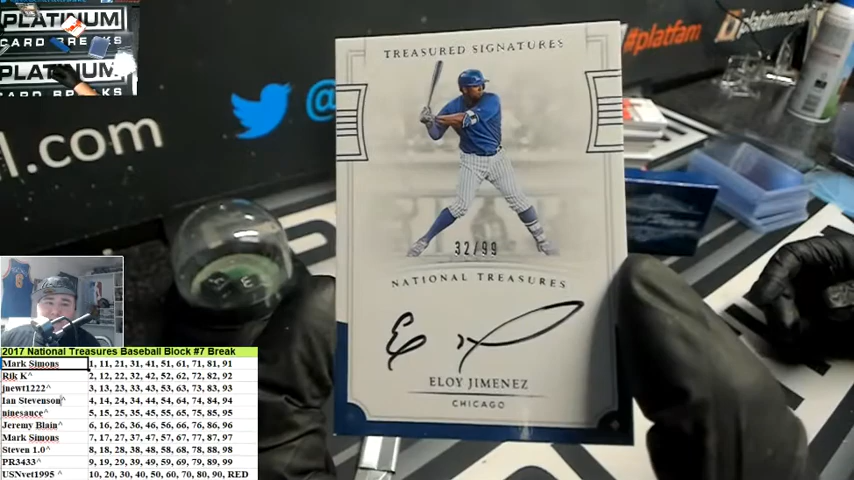 PLATINUM
CARD BREAKS
PLATINUM
CARD BREAKS
.com
@
#platfam
platinumcard
TREASURED SIGNATURES
32/99
NATIONAL TREASURES
ELOY JIMENEZ
CHICAGO
2017 National Treasures Baseball Block #7 Break
Mark Simons 1, 11, 21, 31, 41, 51, 61, 71, 81, 91
Rik K^ 2, 12, 22, 32, 42, 52, 62, 72, 82, 92
jnewt1222^ 3, 13, 23, 33, 43, 53, 63, 73, 83, 93
Ian Stevenson^ 4, 14, 24, 34, 44, 54, 64, 74, 84, 94
ninesauce^ 5, 15, 25, 35, 45, 55, 65, 75, 85, 95
Jeremy Blain^ 6, 16, 26, 36, 46, 56, 66, 76, 86, 96
Mark Simons 7, 17, 27, 37, 47, 57, 67, 77, 87, 97
Steven 1.0^ 8, 18, 28, 38, 48, 58, 68, 78, 88, 98
PR3433^ 9, 19, 29, 39, 49, 59, 69, 79, 89, 99
USNvet1995 ^ 10, 20, 30, 40, 50, 60, 70, 80, 90, RED